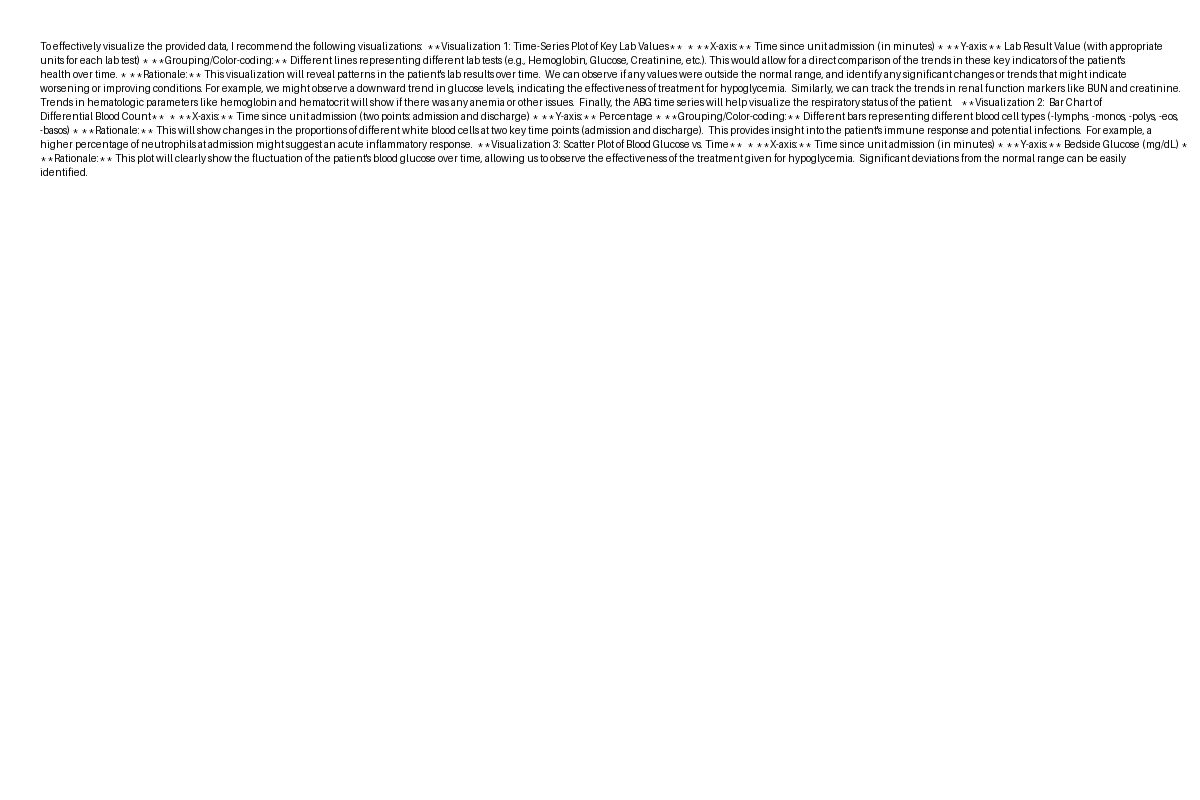 To effectively visualize the provided data, I recommend the following visualizations:  **Visualization 1: Time-Series Plot of Key Lab Values**  * **X-axis:** Time since unit admission (in minutes) * **Y-axis:** Lab Result Value (with appropriate
units for each lab test) * **Grouping/Color-coding:** Different lines representing different lab tests (e.g., Hemoglobin, Glucose, Creatinine, etc.). This would allow for a direct comparison of the trends in these key indicators of the patient's
health over time. * **Rationale:** This visualization will reveal patterns in the patient's lab results over time.  We can observe if any values were outside the normal range, and identify any significant changes or trends that might indicate
worsening or improving conditions. For example, we might observe a downward trend in glucose levels, indicating the effectiveness of treatment for hypoglycemia.  Similarly, we can track the trends in renal function markers like BUN and creatinine.
Trends in hematologic parameters like hemoglobin and hematocrit will show if there was any anemia or other issues.  Finally, the ABG time series will help visualize the respiratory status of the patient.   **Visualization 2:  Bar Chart of
Differential Blood Count**  * **X-axis:** Time since unit admission (two points: admission and discharge) * **Y-axis:** Percentage * **Grouping/Color-coding:** Different bars representing different blood cell types (-lymphs, -monos, -polys, -eos,
-basos) * **Rationale:** This will show changes in the proportions of different white blood cells at two key time points (admission and discharge).  This provides insight into the patient's immune response and potential infections.  For example, a
higher percentage of neutrophils at admission might suggest an acute inflammatory response.  **Visualization 3: Scatter Plot of Blood Glucose vs. Time**  * **X-axis:** Time since unit admission (in minutes) * **Y-axis:** Bedside Glucose (mg/dL) *
**Rationale:** This plot will clearly show the fluctuation of the patient's blood glucose over time, allowing us to observe the effectiveness of the treatment given for hypoglycemia.  Significant deviations from the normal range can be easily
identified.